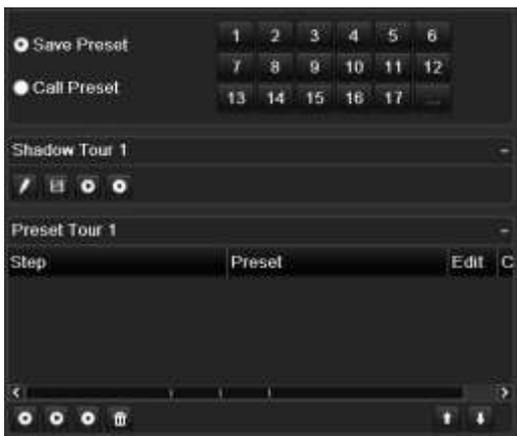 Save Preset
Call Preset
1 2 3 4 5 6
7 8 9 10 11 12
13 14 15 16 17 ...
Shadow Tour 1
Preset Tour 1
Step Preset Edit C